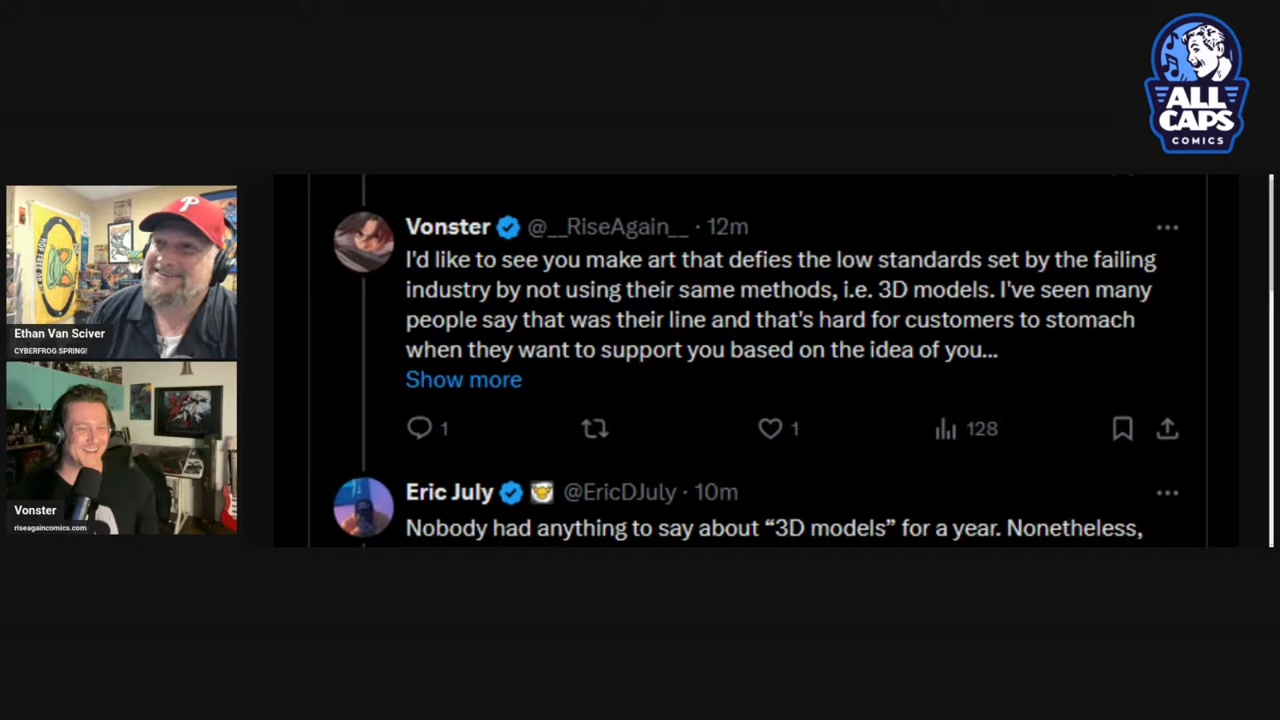 ALL
CAPS
COMICS
P
Ethan Van Sciver
CYBERFROG SPRING!
Vonster
riseagaincomics.com
Vonster @__RiseAgain__ · 12m
I'd like to see you make art that defies the low standards set by the failing
industry by not using their same methods, i.e. 3D models. I've seen many
people say that was their line and that's hard for customers to stomach
when they want to support you based on the idea of you...
Show more
1
1
128
Eric July @EricDJuly · 10m
Nobody had anything to say about “3D models” for a year. Nonetheless,